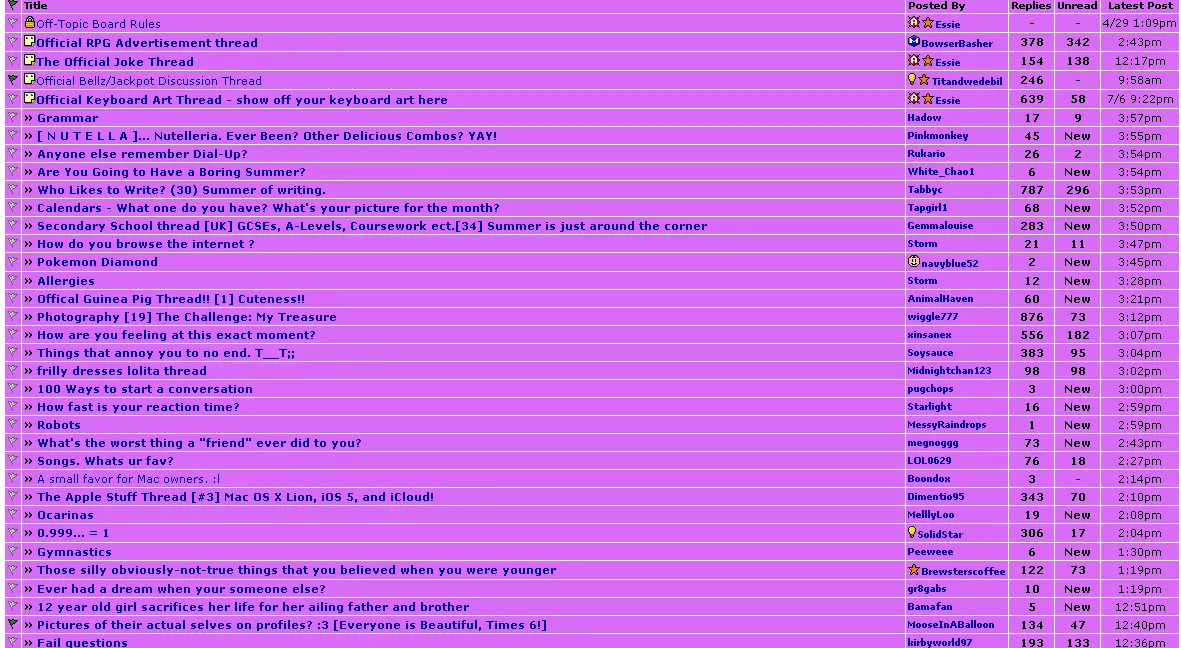 Title Posted By Replies Unread Latest Post
Off-Topic Board Rules Essie - - 4/29 1:09pm
Official RPG Advertisement thread BowserBasher 378 342 2:43pm
The Official Joke Thread Essie 154 138 12:17pm
Official Bellz/Jackpot Discussion Thread Titandwedebil 246 - 9:58am
Official Keyboard Art Thread - show off your keyboard art here Essie 639 58 7/6 9:22pm
» Grammar Hadow 17 9 3:57pm
» [ N U T E L L A ]... Nutelleria. Ever Been? Other Delicious Combos? YAY! Pinkmonkey 45 New 3:55pm
» Anyone else remember Dial-Up? Rukario 26 2 3:54pm
» Are You Going to Have a Boring Summer? White_Chao1 6 New 3:54pm
» Who Likes to Write? (30) Summer of writing. Tabbyc 787 296 3:53pm
» Calendars - What one do you have? What's your picture for the month? Tapgirl1 68 New 3:52pm
» Secondary School thread [UK] GCSEs, A-Levels, Coursework ect.[34] Summer is just around the corner Gemmalouise 283 New 3:50pm
» How do you browse the internet ? Storm 21 11 3:47pm
» Pokemon Diamond navyblue52 2 New 3:45pm
» Allergies Storm 12 New 3:28pm
» Offical Guinea Pig Thread!! [1] Cuteness!! AnimalHaven 60 New 3:21pm
» Photography [19] The Challenge: My Treasure wiggle777 876 73 3:12pm
» How are you feeling at this exact moment? xinsanex 556 182 3:07pm
» Things that annoy you to no end. T__T;; Soysauce 383 95 3:04pm
» frilly dresses lolita thread Midnightchan123 98 98 3:02pm
» 100 Ways to start a conversation pugchops 3 New 3:00pm
» How fast is your reaction time? Starlight 16 New 2:59pm
» Robots MessyRaindrops 1 New 2:59pm
» What's the worst thing a "friend" ever did to you? megnoggg 73 New 2:43pm
» Songs. Whats ur fav? LOL0629 76 18 2:27pm
» A small favor for Mac owners. :l Boondox 3 - 2:14pm
» The Apple Stuff Thread [#3] Mac OS X Lion, iOS 5, and iCloud! Dimentio95 343 70 2:10pm
» Ocarinas MelllyLoo 19 New 2:08pm
» 0.999... = 1 SolidStar 306 17 2:04pm
» Gymnastics Peeweee 6 New 1:30pm
» Those silly obviously-not-true things that you believed when you were younger Brewsterscoffee 122 73 1:19pm
» Ever had a dream when your someone else? gr8gabs 10 New 1:19pm
» 12 year old girl sacrifices her life for her ailing father and brother Bamafan 5 New 12:51pm
» Pictures of their actual selves on profiles? :3 [Everyone is Beautiful, Times 6!] MooseInABalloon 134 47 12:40pm
» Fail questions kirbyworld97 193 133 12:36pm